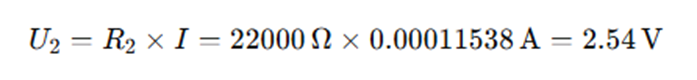 U₂ = R₂ × I = 22000 Ω × 0.00011538 A = 2.54 V